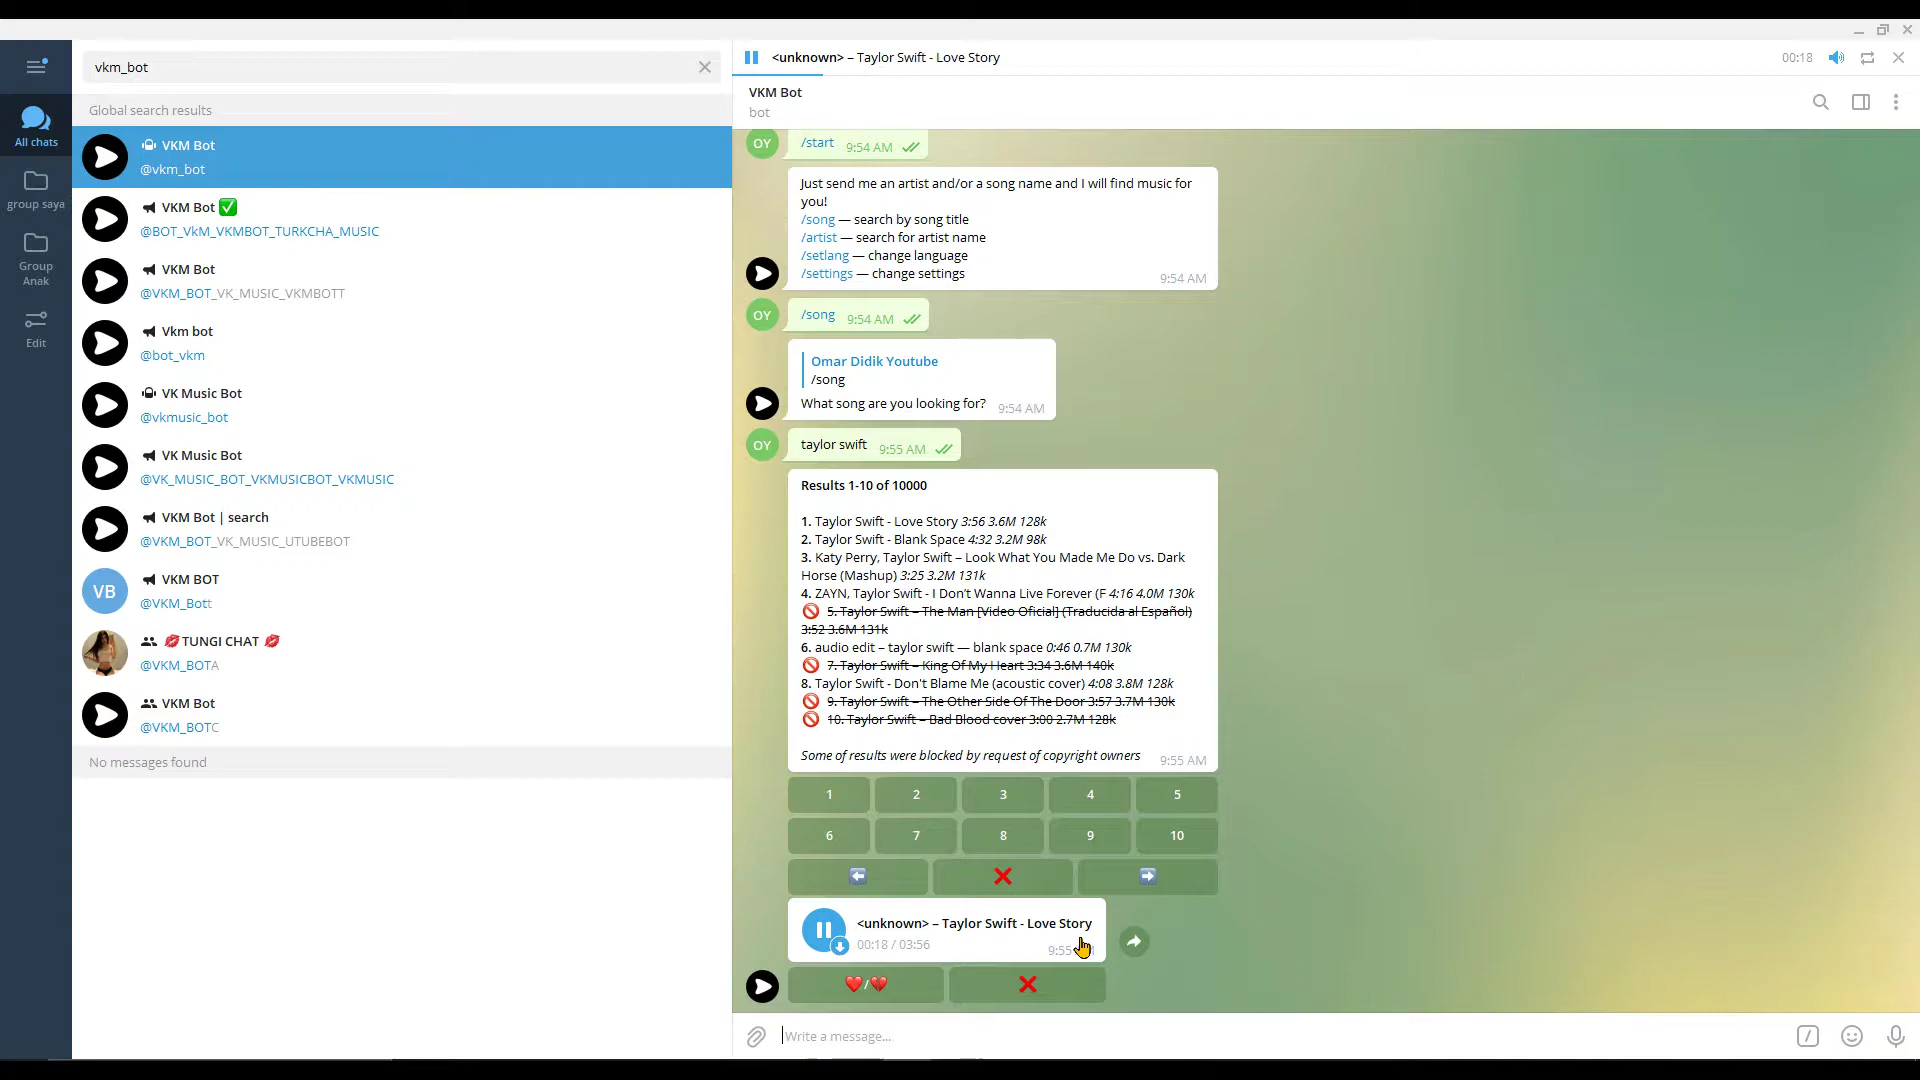 vkm_bot
Global search results
All chats
group saya
Group
Anak
Edit
VKM Bot
@vkm_bot
VKM Bot ✅
@BOT_VkM_VKMBOT_TURKCHA_MUSIC
VKM Bot
@VKM_BOT_VK_MUSIC_VKMBOTT
Vkm bot
@bot_vkm
VK Music Bot
@vkmusic_bot
VK Music Bot
@VK_MUSIC_BOT_VKMUSICBOT_VKMUSIC
VKM Bot | search
@VKM_BOT_VK_MUSIC_UTUBEBOT
VB
VKM BOT
@VKM_Bott
💋TUNGI CHAT 💋
@VKM_BOTA
VKM Bot
@VKM_BOTC
No messages found
<unknown> – Taylor Swift - Love Story
00:18
VKM Bot
bot
OY
/start 9:54 AM
Just send me an artist and/or a song name and I will find music for
you!
/song — search by song title
/artist — search for artist name
/setlang — change language
/settings — change settings
9:54 AM
OY
/song 9:54 AM
Omar Didik Youtube
/song
What song are you looking for? 9:54 AM
OY
taylor swift 9:55 AM
Results 1-10 of 10000
1. Taylor Swift - Love Story 3:56 3.6M 128k
2. Taylor Swift - Blank Space 4:32 3.2M 98k
3. Katy Perry, Taylor Swift – Look What You Made Me Do vs. Dark
Horse (Mashup) 3:25 3.2M 131k
4. ZAYN, Taylor Swift - I Don't Wanna Live Forever (F 4:16 4.0M 130k
🚫 5. Taylor Swift – The Man [Video Oficial] (Traducida al Español)
3:52 3.6M 131k
6. audio edit – taylor swift — blank space 0:46 0.7M 130k
🚫 7. Taylor Swift – King Of My Heart 3:34 3.6M 140k
8. Taylor Swift - Don't Blame Me (acoustic cover) 4:08 3.8M 128k
🚫 9. Taylor Swift – The Other Side Of The Door 3:57 3.7M 130k
🚫 10. Taylor Swift – Bad Blood cover 3:00 2.7M 128k
Some of results were blocked by request of copyright owners
9:55 AM
1 2 3 4 5
6 7 8 9 10
<unknown> – Taylor Swift - Love Story
00:18 / 03:56
9:55
❤️/💔
Write a message...